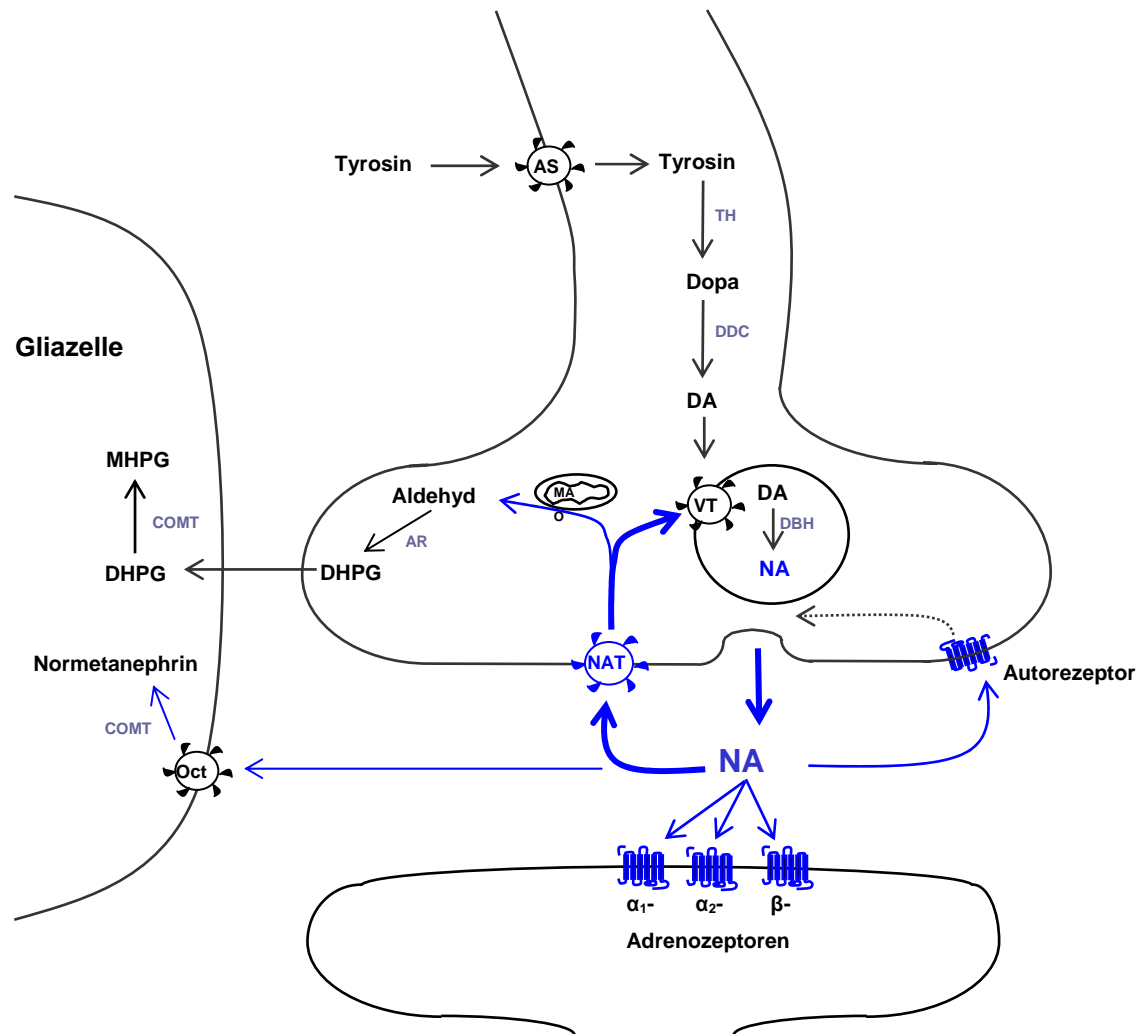 Tyrosin
AS
Tyrosin
TH
Dopa
DDC
Gliazelle
DA
MHPG
COMT
DHPG
Aldehyd
AR
DHPG
MA
O
VT
DA
DBH
NA
Normetanephrin
COMT
Oct
NAT
Autorezeptor
NA
α₁-
α₂-
β-
Adrenozeptoren